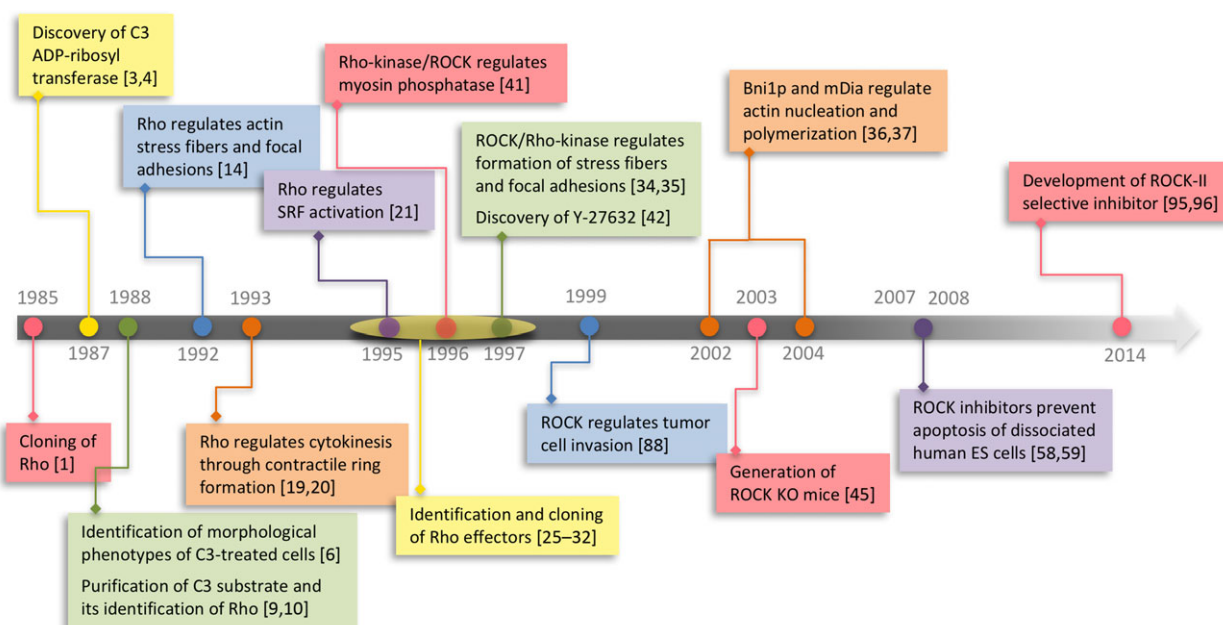 Discovery of C3
ADP-ribosyl
transferase [3,4]
Rho regulates actin
stress fibers and focal
adhesions [14]
Rho regulates
SRF activation [21]
Rho-kinase/ROCK regulates
myosin phosphatase [41]
ROCK/Rho-kinase regulates
formation of stress fibers
and focal adhesions [34,35]
Discovery of Y-27632 [42]
Bni1p and mDia regulate
actin nucleation and
polymerization [36,37]
Development of ROCK-II
selective inhibitor [95,96]
1985
1988
1993
1999
2003
2007
2008
1987
1992
1995
1996
1997
2002
2004
2014
Cloning of
Rho [1]
Identification of morphological
phenotypes of C3-treated cells [6]
Purification of C3 substrate and
its identification of Rho [9,10]
Rho regulates cytokinesis
through contractile ring
formation [19,20]
Identification and cloning
of Rho effectors [25–32]
ROCK regulates tumor
cell invasion [88]
Generation of
ROCK KO mice [45]
ROCK inhibitors prevent
apoptosis of dissociated
human ES cells [58,59]